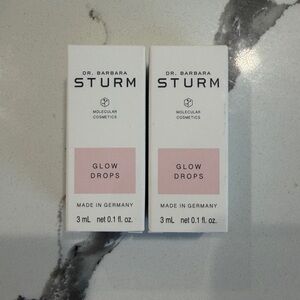 DR. BARBARA
STURM
MOLECULAR
COSMETICS
GLOW
DROPS
MADE IN GERMANY
3 mL net 0.1 fl. oz.
DR. BARBARA
STURM
MOLECULAR
COSMETICS
GLOW
DROPS
MADE IN GERMANY
3 mL net 0.1 fl. oz.